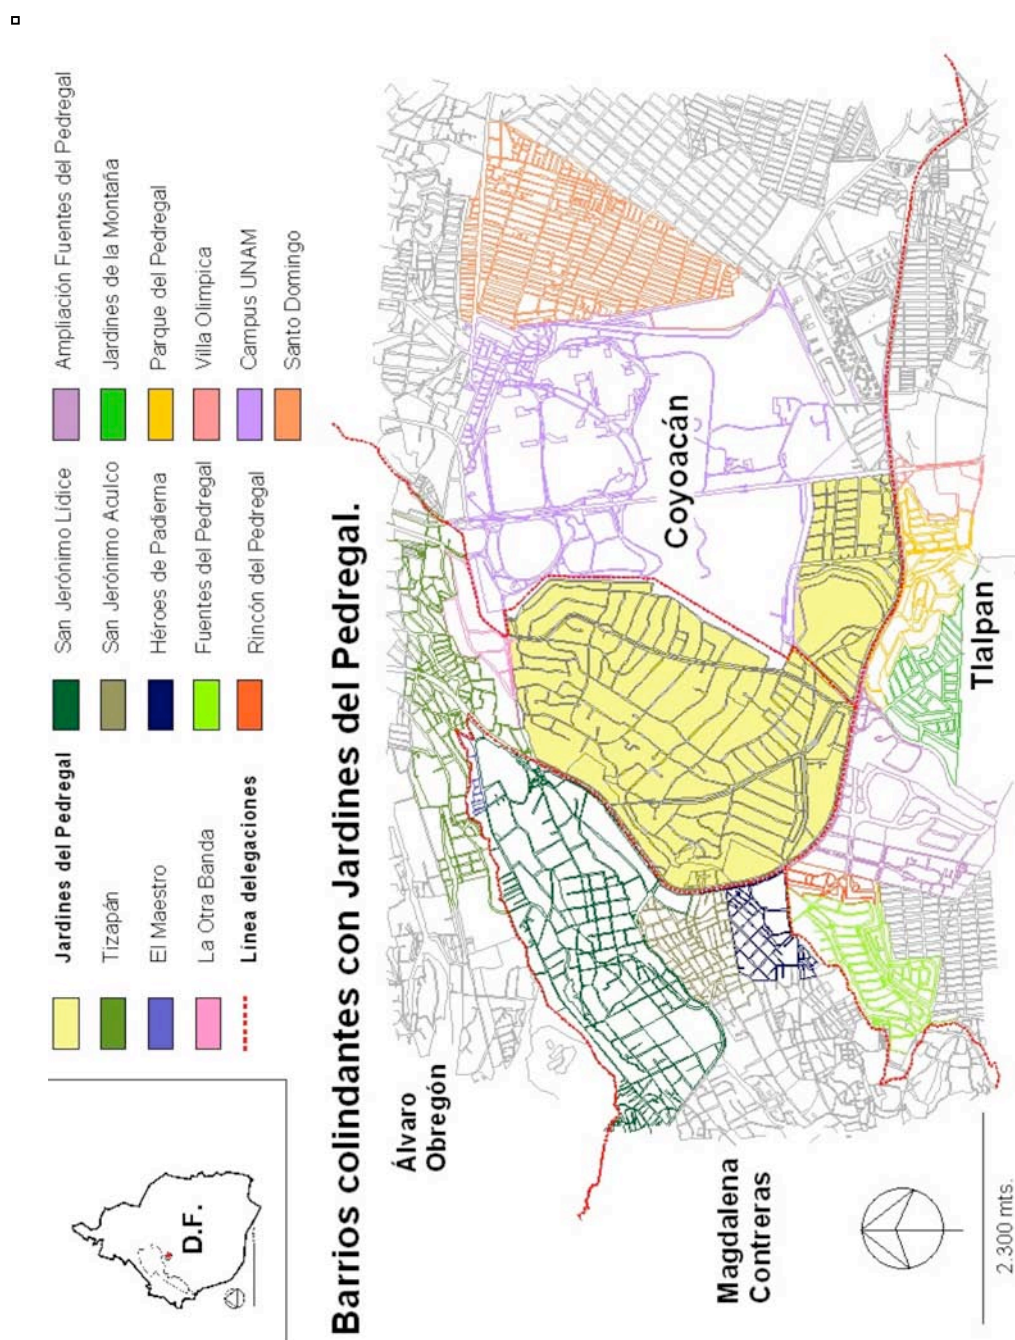 D.F.
Jardines del Pedregal
Tizapán
El Maestro
La Otra Banda
Línea delegaciones
San Jerónimo Lídice
San Jerónimo Aculco
Héroes de Padierna
Fuentes del Pedregal
Rincón del Pedregal
Ampliación Fuentes del Pedregal
Jardines de la Montaña
Parque del Pedregal
Villa Olimpica
Campus UNAM
Santo Domingo
Barrios colindantes con Jardines del Pedregal.
Álvaro
Obregón
Coyoacán
Magdalena
Contreras
Tlalpan
2.300 mts.